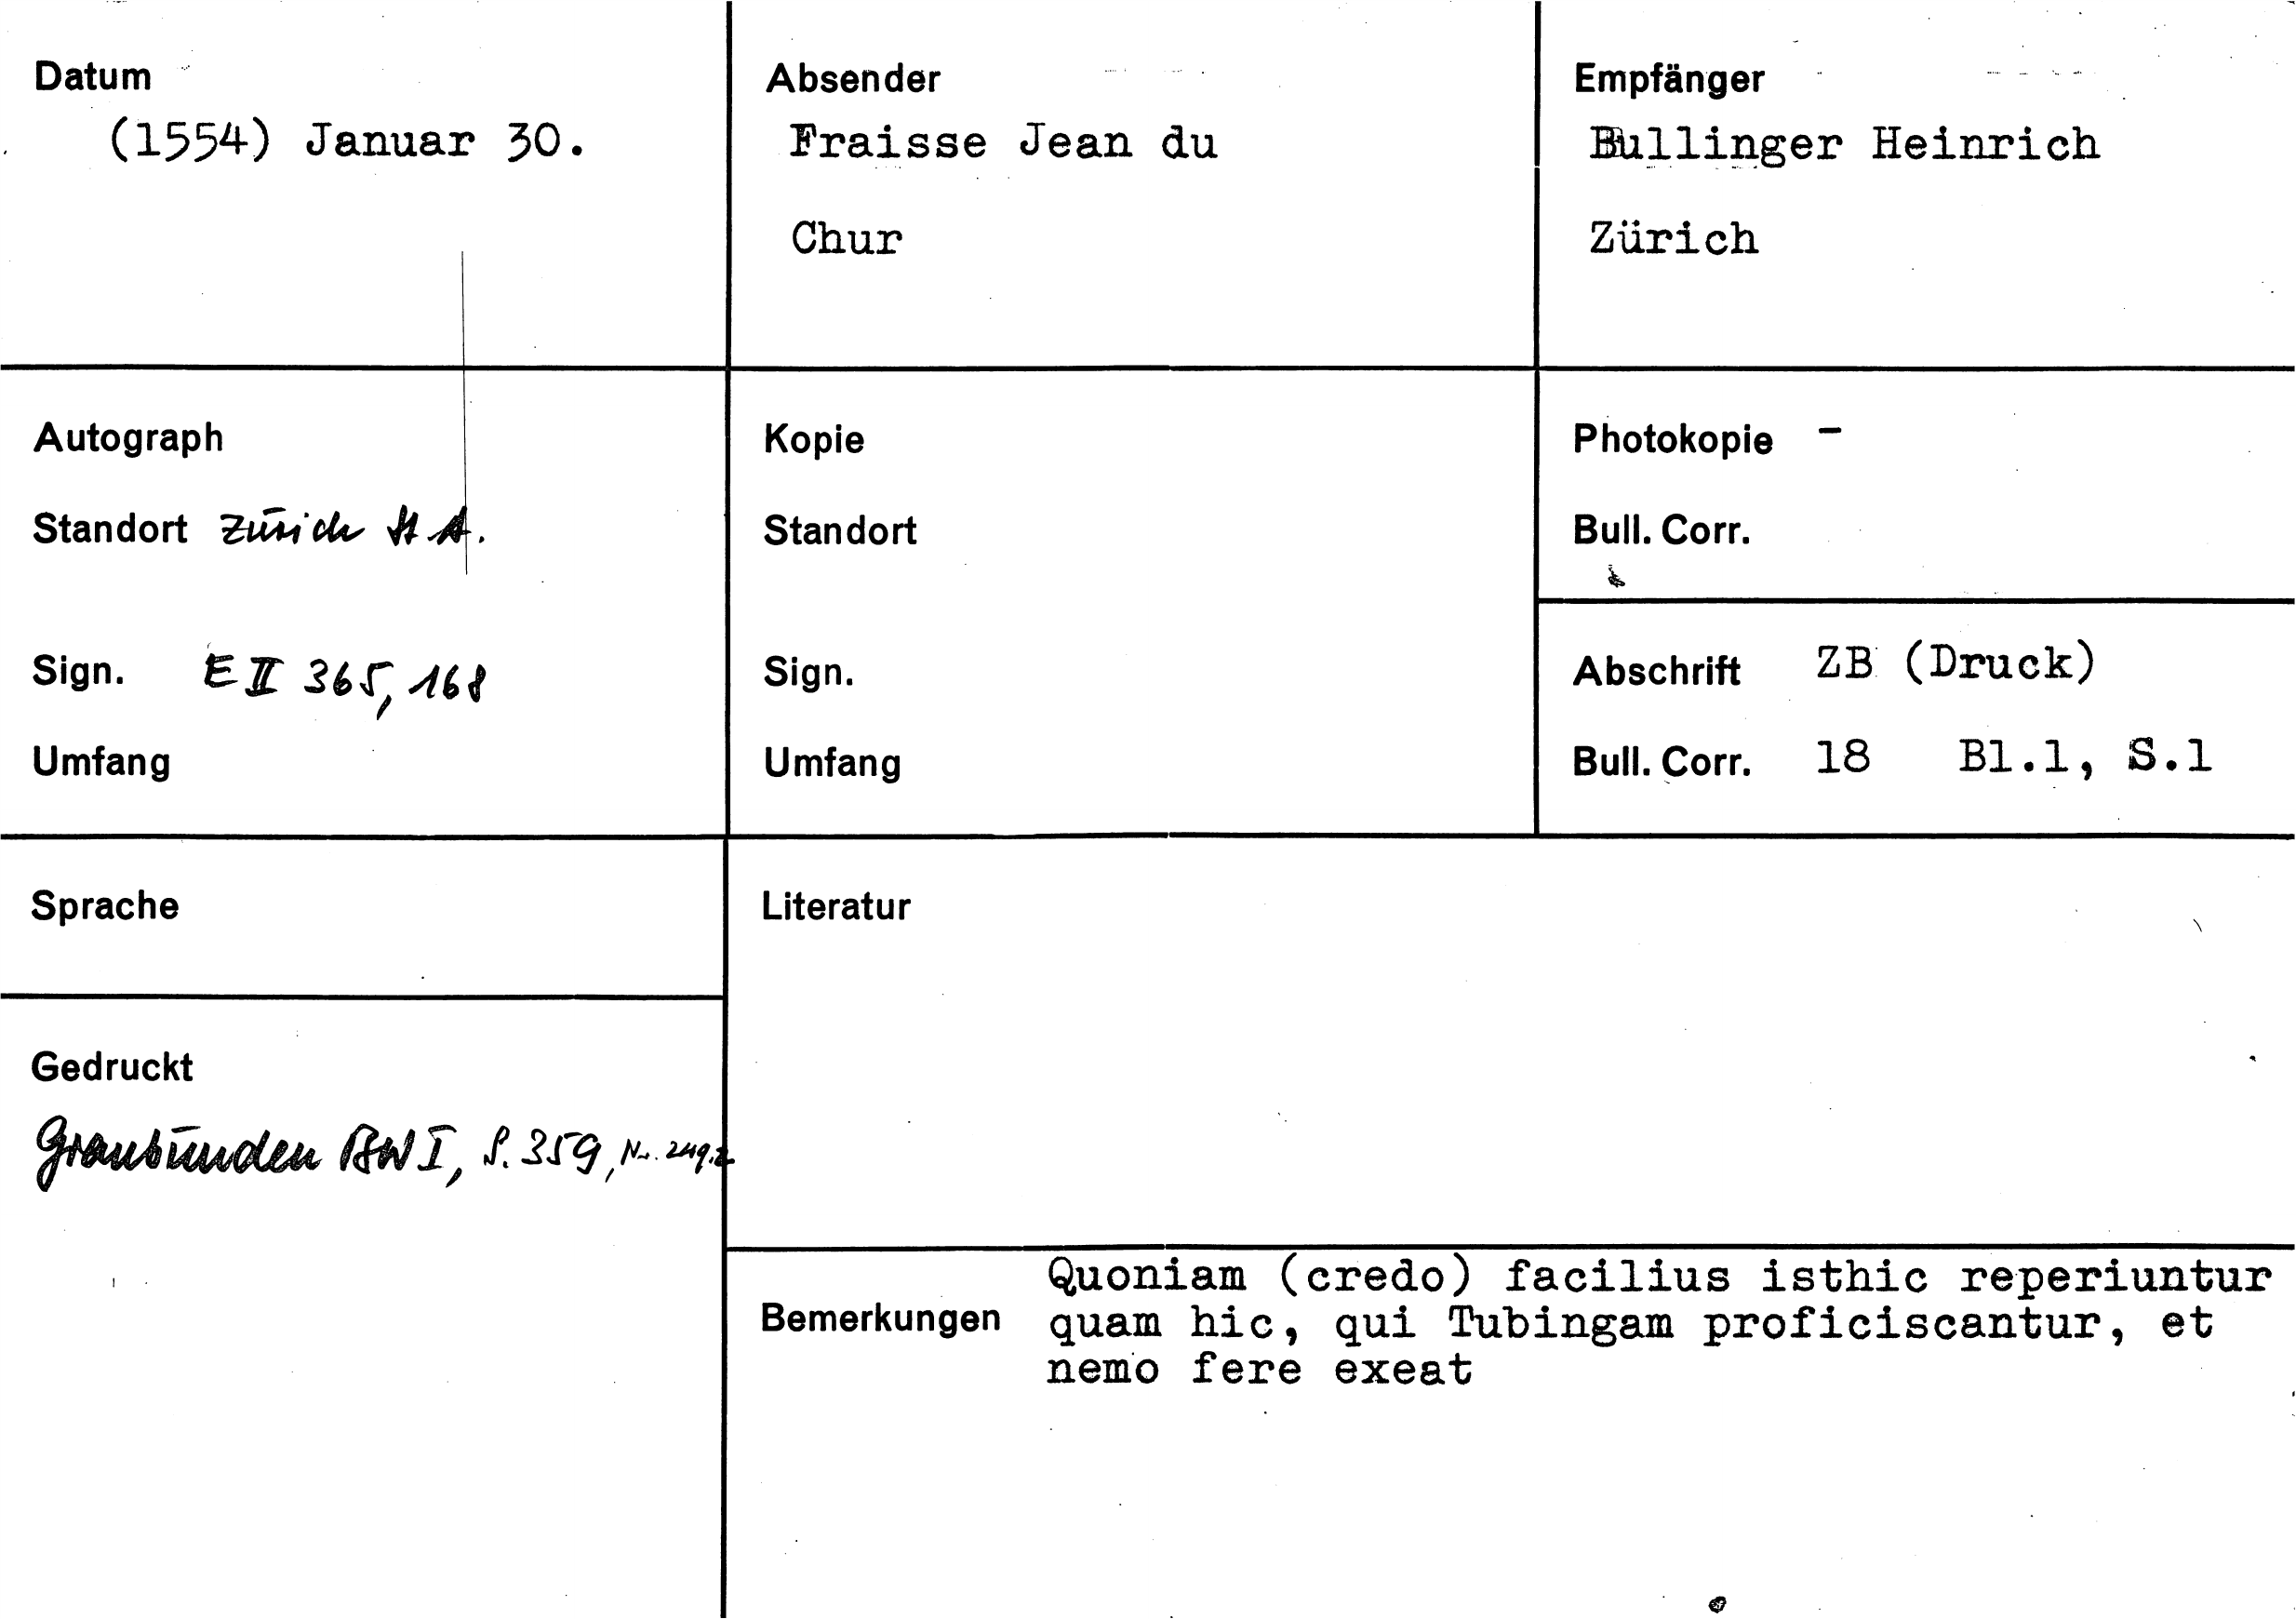 Datum
(1554) Januar 30.
Absender
Fraisse Jean du
Chur
Empfänger
Bullinger Heinrich
Zürich
Autograph
Standort Zürich StA.
Sign. E II 365, 168
Umfang
Kopie
Standort
Sign.
Umfang
Photokopie -
Bull. Corr.
Abschrift ZB (Druck)
Bull. Corr. 18 Bl.1, S.1
Sprache
Gedruckt
Graubünden BW I, S. 359, Nr. 249.2
Literatur
Bemerkungen
Quoniam (credo) facilius isthic reperiuntur
quam hic, qui Tubingam proficiscantur, et
nemo fere exeat